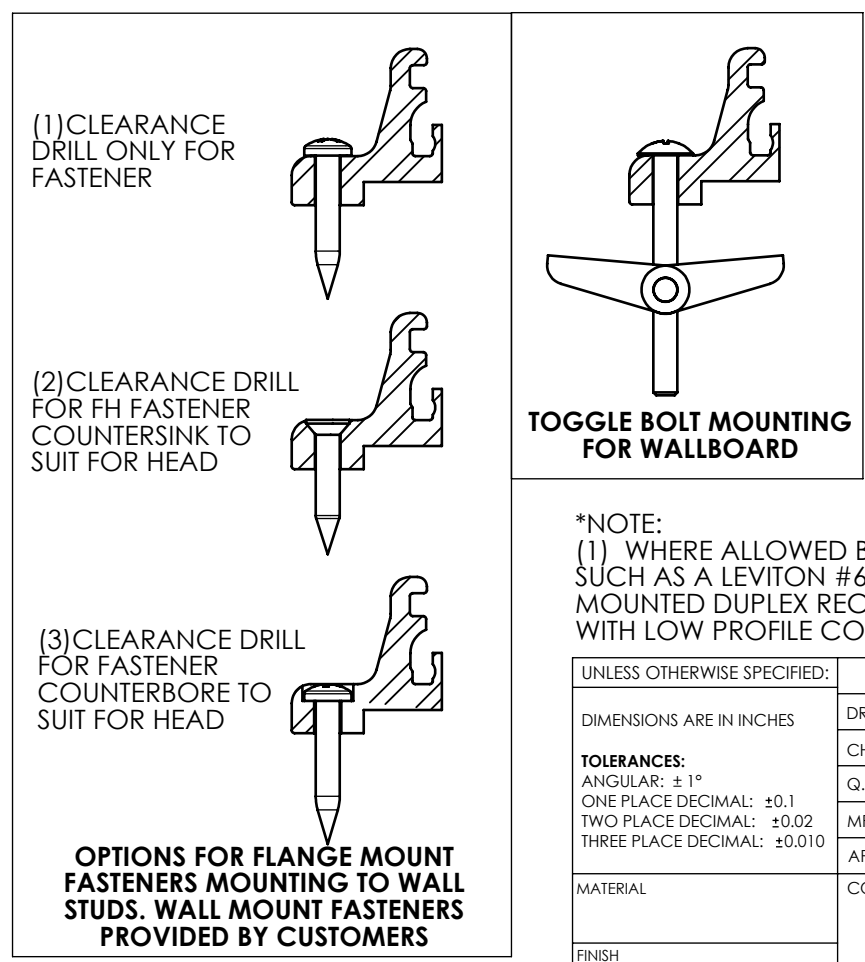 (1)CLEARANCE
DRILL ONLY FOR
FASTENER
(2)CLEARANCE DRILL
FOR FH FASTENER
COUNTERSINK TO
SUIT FOR HEAD
(3)CLEARANCE DRILL
FOR FASTENER
COUNTERBORE TO
SUIT FOR HEAD
OPTIONS FOR FLANGE MOUNT
FASTENERS MOUNTING TO WALL
STUDS. WALL MOUNT FASTENERS
PROVIDED BY CUSTOMERS
TOGGLE BOLT MOUNTING
FOR WALLBOARD
*NOTE:
(1) WHERE ALLOWED
SUCH AS A LEVITON #6
MOUNTED DUPLEX
WITH LOW PROFILE
UNLESS OTHERWISE SPECIFIED:
DIMENSIONS ARE IN INCHES
TOLERANCES:
ANGULAR: ± 1°
ONE PLACE DECIMAL: ±0.1
TWO PLACE DECIMAL: ±0.02
THREE PLACE DECIMAL: ±0.010
MATERIAL
FINISH
Q.